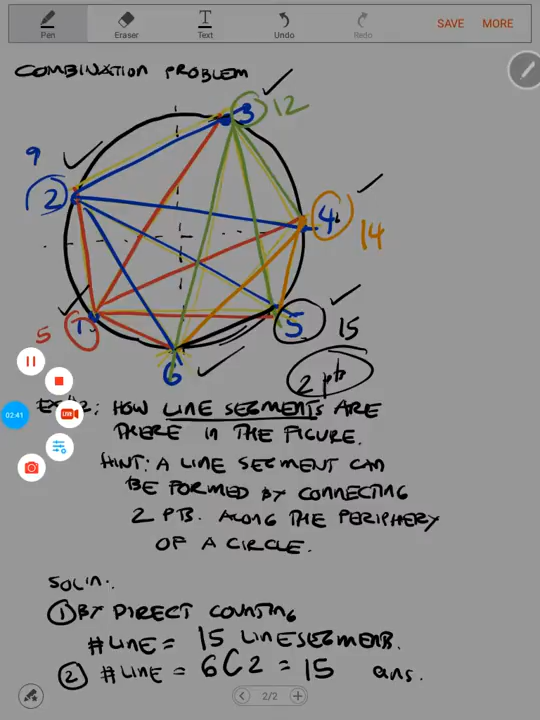 Pen Eraser Text Undo Redo SAVE MORE
COMBINATION PROBLEM
3 12
9
2
4
14
5 1
5 15
6
2 pts
02:41
HOW LINE SEGMENTS ARE
THERE IN THE FIGURE.
HINT: A LINE SEGMENT CAN
BE FORMED BY CONNECTING
2 PTS. ALONG THE PERIPHERY
OF A CIRCLE.
SOL'N.
① BY DIRECT COUNTING
#LINE = 15 LINE SEGMENTS.
② #LINE = 6C2 = 15 ans.
2/2